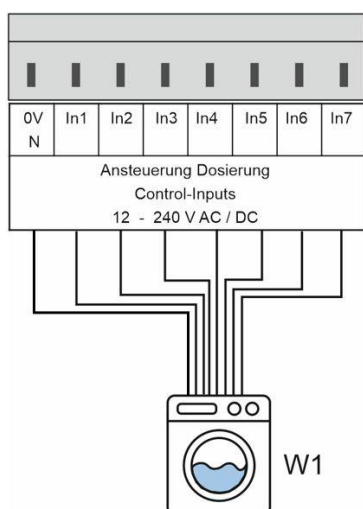 0V In1 In2 In3 In4 In5 In6 In7
N
Ansteuerung Dosierung
Control-Inputs
12 - 240 V AC / DC
W1